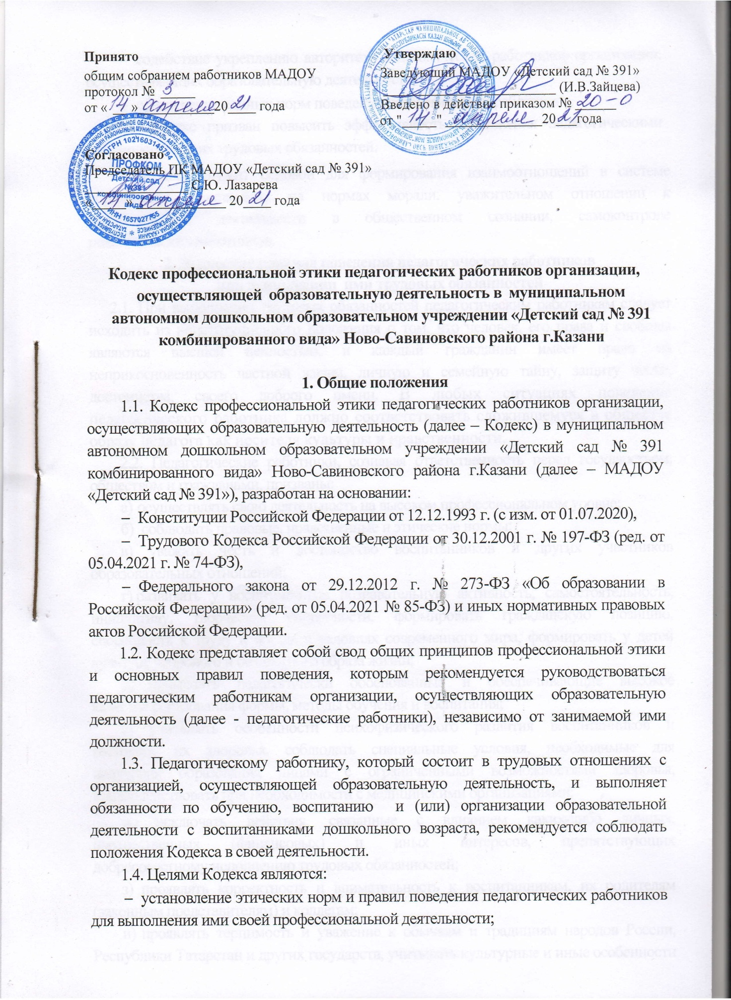 Принято
общим собранием работников МАДОУ
протокол № 3
от « 14 » апреля 20 21 года
Утверждаю
Заведующий МАДОУ «Детский сад № 391»
(И.В.Зайцева)
Введено в действие приказом № 20-О
от " 14 " апреля 20 21 года
Согласовано
Председатель ПК МАДОУ «Детский сад № 391»
С.Ю. Лазарева
« 14 » апреля 20 21 года
ОГРН 1021603145794
ПРОФКОМ
Детский сад
№391
комбинированного
вида
ИНН 1657027765
Кодекс профессиональной этики педагогических работников организации,
осуществляющей образовательную деятельность в муниципальном
автономном дошкольном образовательном учреждении «Детский сад № 391
комбинированного вида» Ново-Савиновского района г.Казани
1. Общие положения
1.1. Кодекс профессиональной этики педагогических работников организации,
осуществляющих образовательную деятельность (далее – Кодекс) в муниципальном
автономном дошкольном образовательном учреждении «Детский сад № 391
комбинированного вида» Ново-Савиновского района г.Казани (далее – МАДОУ
«Детский сад № 391»), разработан на основании:
– Конституции Российской Федерации от 12.12.1993 г. (с изм. от 01.07.2020),
– Трудового Кодекса Российской Федерации от 30.12.2001 г. № 197-ФЗ (ред. от
05.04.2021 г. № 74-ФЗ),
– Федерального закона от 29.12.2012 г. № 273-ФЗ «Об образовании в
Российской Федерации» (ред. от 05.04.2021 № 85-ФЗ) и иных нормативных правовых
актов Российской Федерации.
1.2. Кодекс представляет собой свод общих принципов профессиональной этики
и основных правил поведения, которым рекомендуется руководствоваться
педагогическим работникам организации, осуществляющих образовательную
деятельность (далее - педагогические работники), независимо от занимаемой ими
должности.
1.3. Педагогическому работнику, который состоит в трудовых отношениях с
организацией, осуществляющей образовательную деятельность, и выполняет
обязанности по обучению, воспитанию и (или) организации образовательной
деятельности с воспитанниками дошкольного возраста, рекомендуется соблюдать
положения Кодекса в своей деятельности.
1.4. Целями Кодекса являются:
– установление этических норм и правил поведения педагогических работников
для выполнения ими своей профессиональной деятельности;